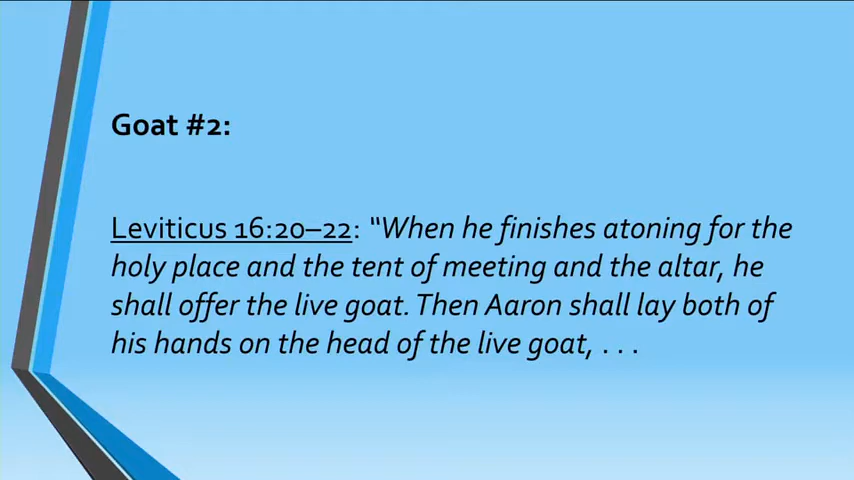 Goat #2:
Leviticus 16:20–22: “When he finishes atoning for the
holy place and the tent of meeting and the altar, he
shall offer the live goat. Then Aaron shall lay both of
his hands on the head of the live goat, . . .